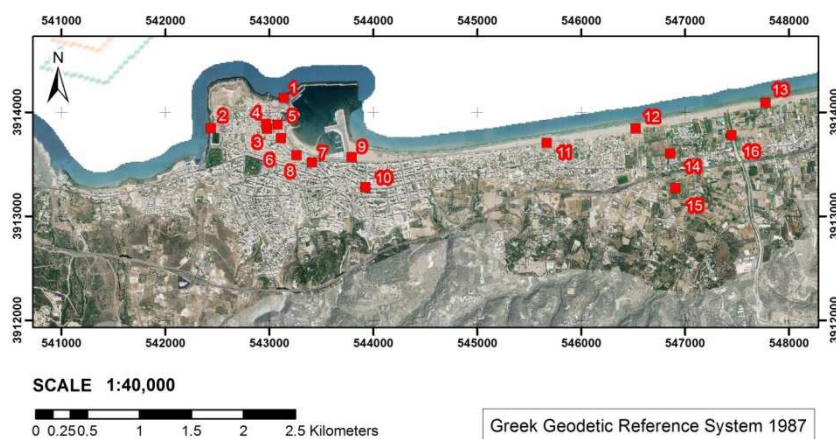 541000 542000 543000 544000 545000 546000 547000 548000
N
3914000 3914000
3913000 3913000
3912000 3912000
1
2 4 5
3
6 8 7 9
10
11 12 13
14 16
15
541000 542000 543000 544000 545000 546000 547000 548000
SCALE 1:40,000
0 0.25 0.5 1 1.5 2 2.5 Kilometers
Greek Geodetic Reference System 1987